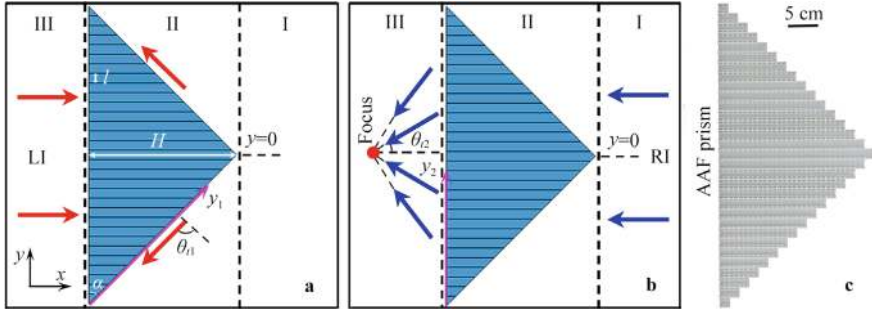 III
II
I
l
H
y=0
LI
y₁
θₜ₁
y
x
α
a
III
II
I
Focus
θₜ₂
y=0
y₂
RI
b
5 cm
AAF prism
c